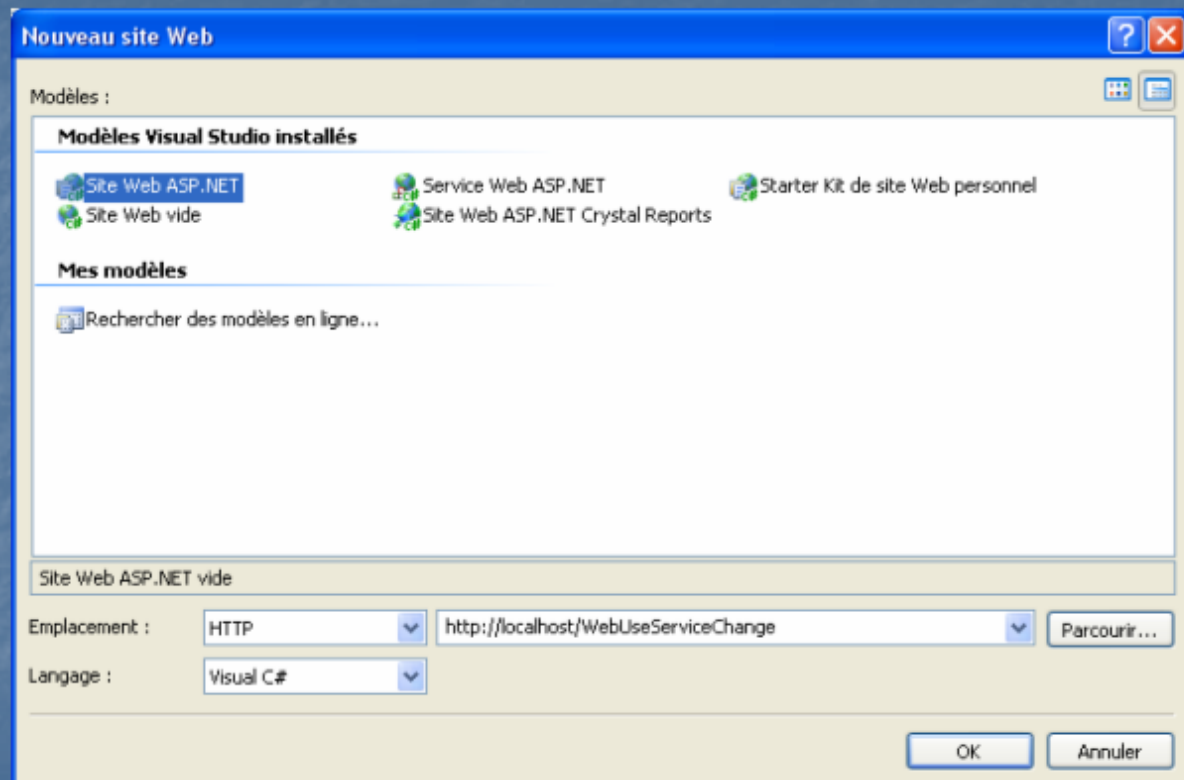 Nouveau site Web
Modèles :
Modèles Visual Studio installés
Site Web ASP.NET Service Web ASP.NET Starter Kit de site Web personnel
Site Web vide Site Web ASP.NET Crystal Reports
Mes modèles
Rechercher des modèles en ligne...
Site Web ASP.NET vide
Emplacement : HTTP http://localhost/WebUseServiceChange Parcourir...
Langage : Visual C#
OK Annuler